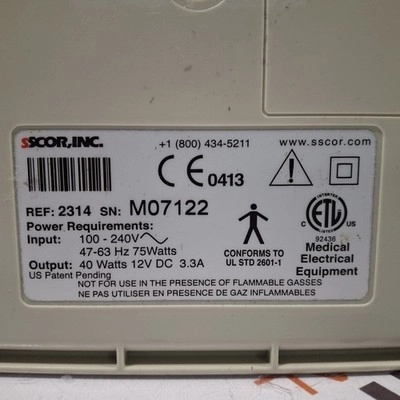 SSCOR, INC.
+1 (800) 434-5211
www.sscor.com
CE 0413
REF: 2314 SN: M07122
Power Requirements:
Input: 100 - 240V
47-63 Hz 75Watts
Output: 40 Watts 12V DC 3.3A
US Patent Pending
CONFORMS TO
UL STD 2601-1
C ETL US
92436
Medical
Electrical
Equipment
NOT FOR USE IN THE PRESENCE OF FLAMMABLE GASSES
NE PAS UTILISER EN PRESENCE DE GAZ INFLAMMABLES